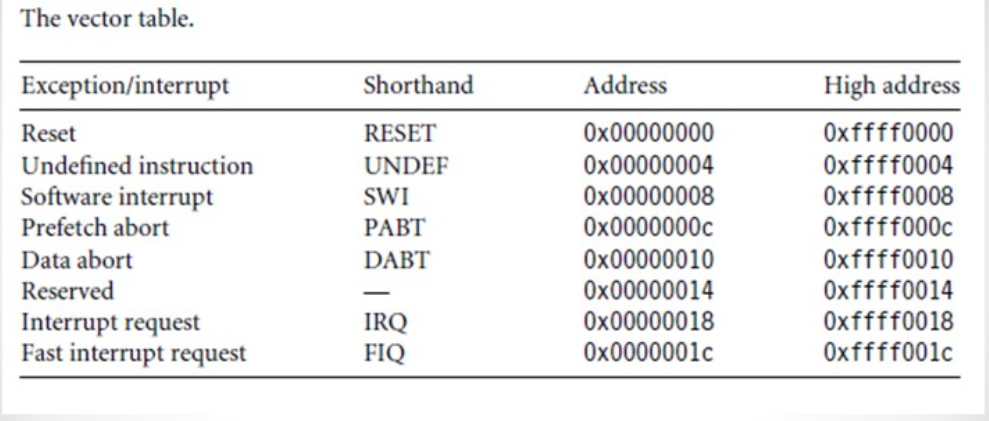 The vector table.
Exception/interrupt Shorthand Address High address
Reset RESET 0x00000000 0xffff0000
Undefined instruction UNDEF 0x00000004 0xffff0004
Software interrupt SWI 0x00000008 0xffff0008
Prefetch abort PABT 0x0000000c 0xffff000c
Data abort DABT 0x00000010 0xffff0010
Reserved — 0x00000014 0xffff0014
Interrupt request IRQ 0x00000018 0xffff0018
Fast interrupt request FIQ 0x0000001c 0xffff001c